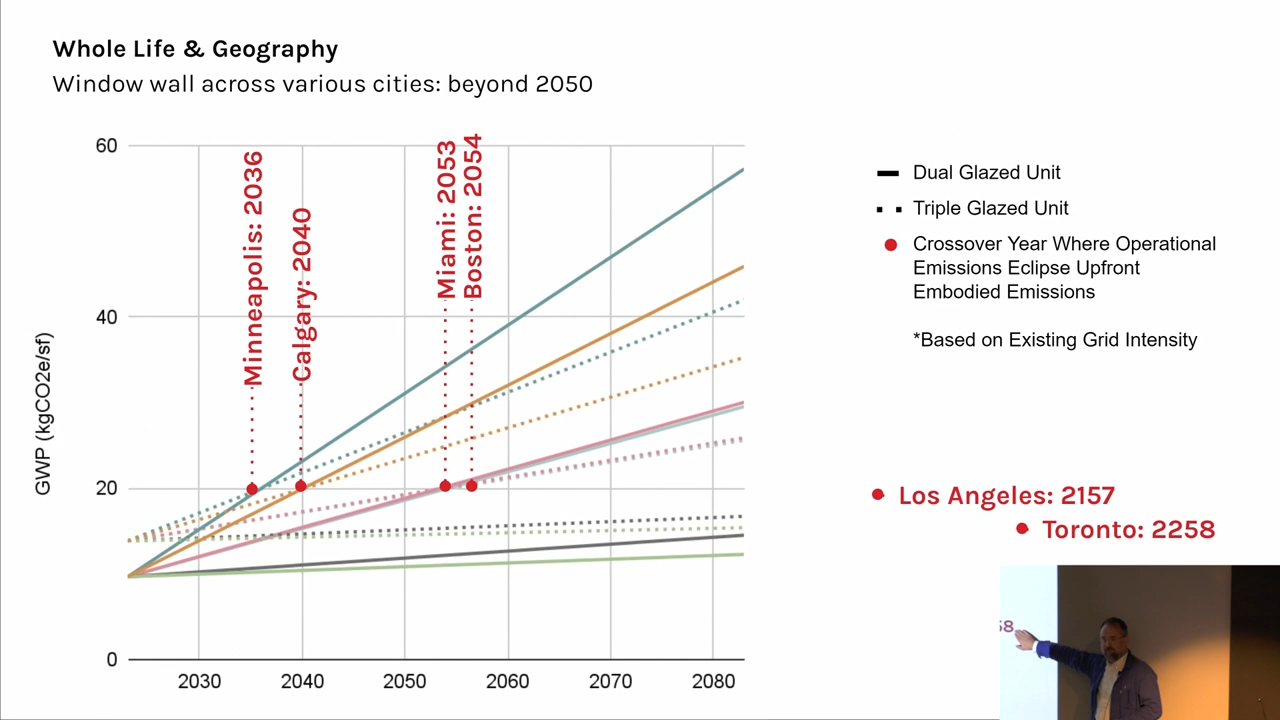 Whole Life & Geography
Window wall across various cities: beyond 2050
60
40
20
0
GWP (kgCO2e/sf)
2030
2040
2050
2060
2070
2080
Minneapolis: 2036
Calgary: 2040
Miami: 2053
Boston: 2054
Dual Glazed Unit
Triple Glazed Unit
Crossover Year Where Operational
Emissions Eclipse Upfront
Embodied Emissions
*Based on Existing Grid Intensity
Los Angeles: 2157
Toronto: 2258
58